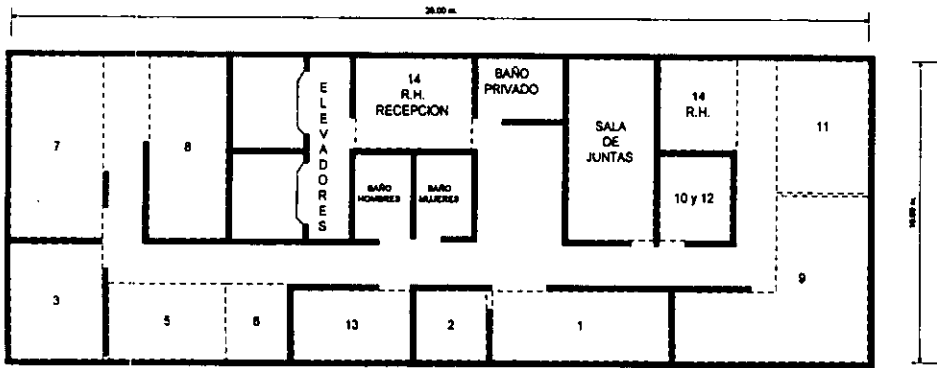 7
8
ELEVADORES
14
R.H.
RECEPCION
BAÑO
PRIVADO
SALA
DE
JUNTAS
14
R.H.
11
BAÑO
HOMBRES
BAÑO
MUJERES
10 y 12
3
5
6
13
2
1
9